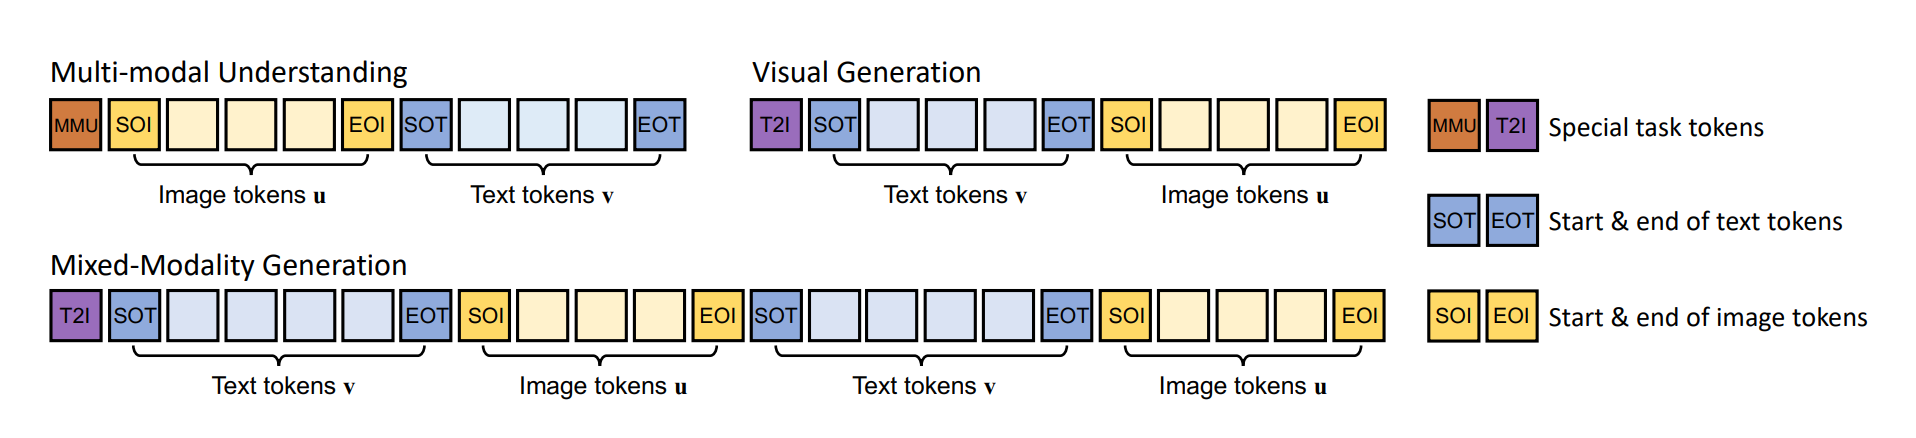 Multi-modal Understanding
MMU SOI EOI SOT EOT
Image tokens u Text tokens v
Visual Generation
T2I SOT EOT SOI EOI
Text tokens v Image tokens u
Mixed-Modality Generation
T2I SOT EOT SOI EOI SOT EOT SOI EOI
Text tokens v Image tokens u Text tokens v Image tokens u
MMU T2I Special task tokens
SOT EOT Start & end of text tokens
SOI EOI Start & end of image tokens